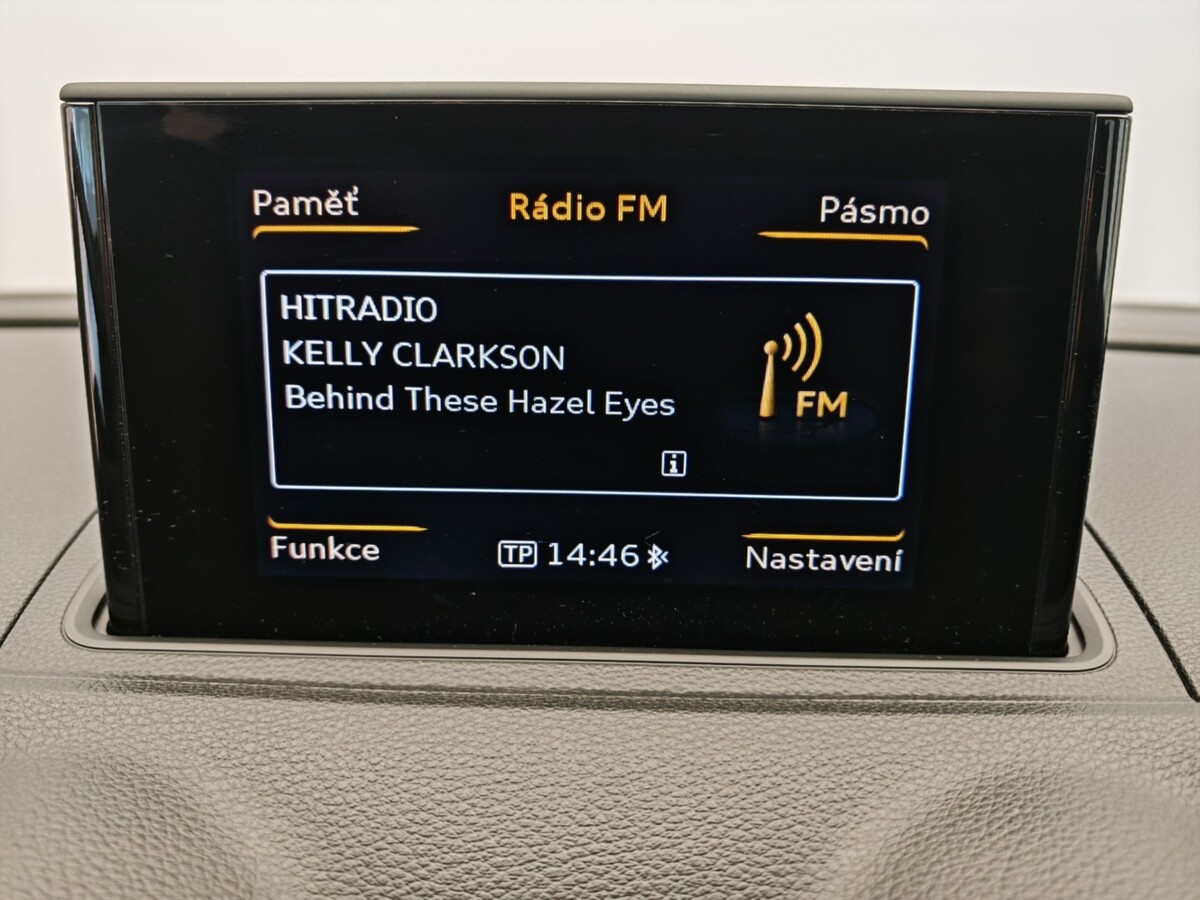 Paměť
Rádio FM
Pásmo
HITRADIO
KELLY CLARKSON
Behind These Hazel Eyes
FM
i
Funkce
TP 14:46
Nastavení